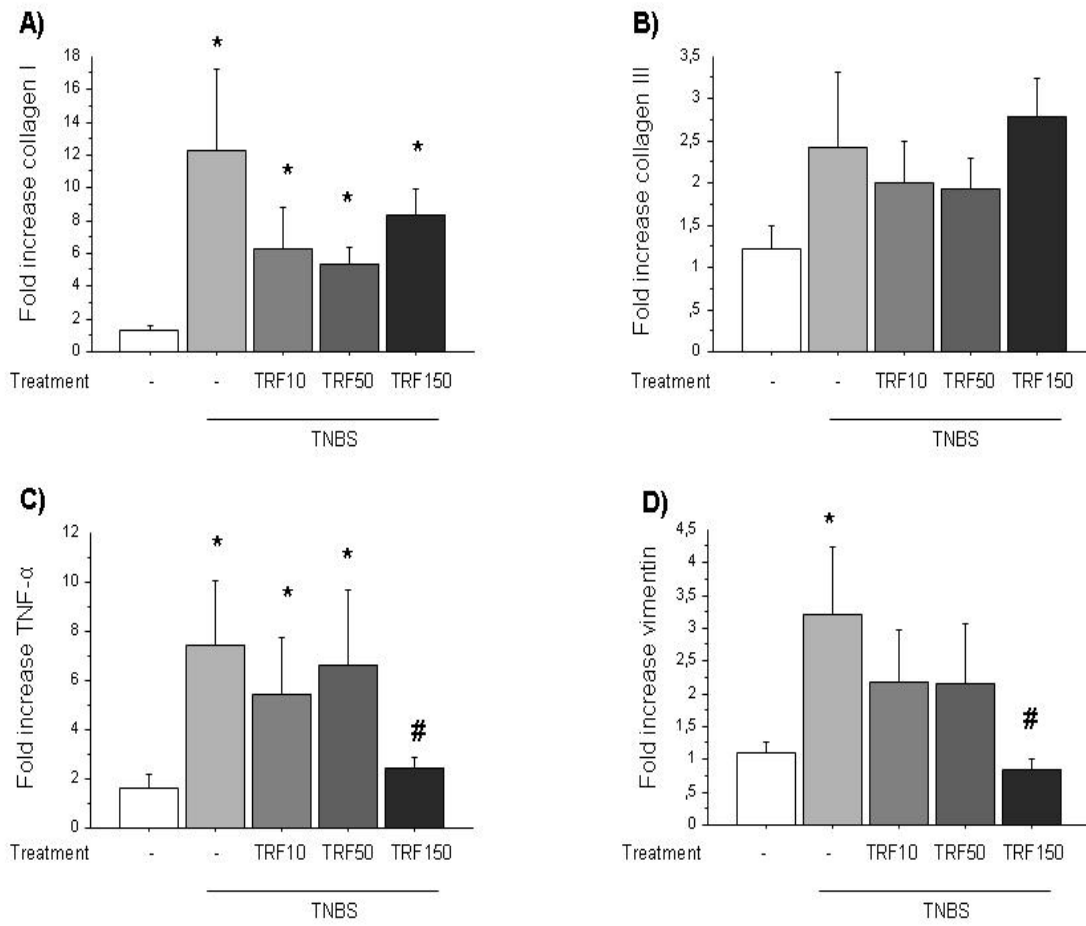 A)
Fold increase collagen I
18
16
14
12
10
8
6
4
2
0
*
*
*
*
Treatment - - TRF10 TRF50 TRF150
TNBS
B)
Fold increase collagen III
3,5
3
2,5
2
1,5
1
,5
0
Treatment - - TRF10 TRF50 TRF150
TNBS
C)
Fold increase TNF-α
12
10
8
6
4
2
0
*
*
*
#
Treatment - - TRF10 TRF50 TRF150
TNBS
D)
Fold increase vimentin
4,5
4
3,5
3
2,5
2
1,5
1
,5
0
*
#
Treatment - - TRF10 TRF50 TRF150
TNBS